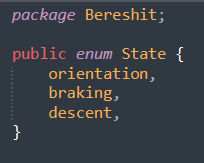 package Bereshit;
public enum State {
orientation,
braking,
descent,
}